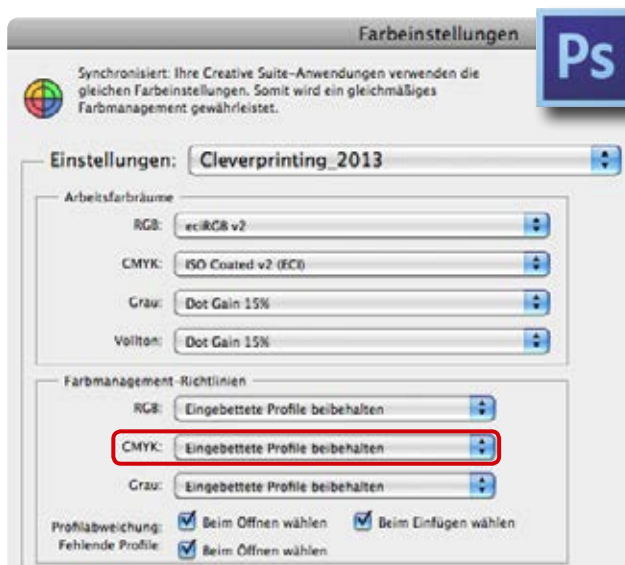 Farbeinstellungen
Ps
Synchronisiert: Ihre Creative Suite-Anwendungen verwenden die
gleichen Farbeinstellungen. Somit wird ein gleichmäßiges
Farbmanagement gewährleistet.
Einstellungen: Cleverprinting_2013
Arbeitsfarbräume
RGB: eciRGB v2
CMYK: ISO Coated v2 (ECI)
Grau: Dot Gain 15%
Vollton: Dot Gain 15%
Farbmanagement-Richtlinien
RGB: Eingebettete Profile beibehalten
CMYK: Eingebettete Profile beibehalten
Grau: Eingebettete Profile beibehalten
Profilabweichung: Beim Öffnen wählen Beim Einfügen wählen
Fehlende Profile: Beim Öffnen wählen